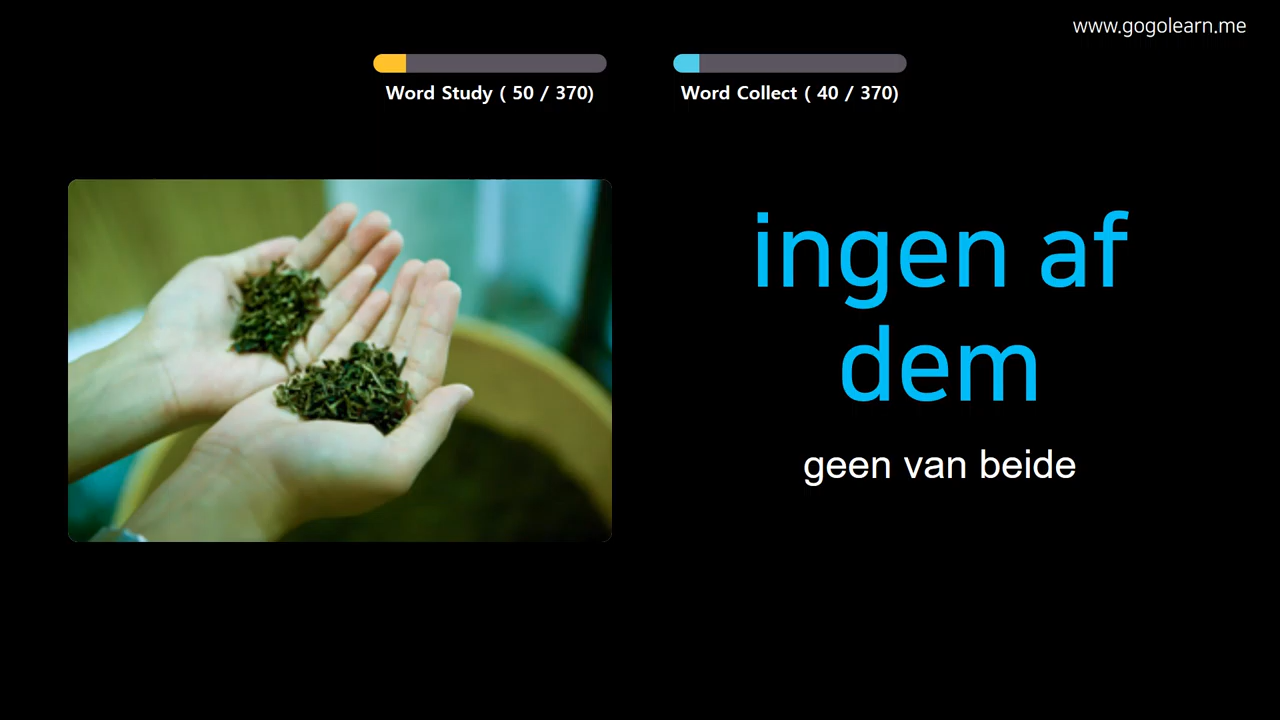 www.gogolearn.me
Word Study ( 50 / 370)
Word Collect ( 40 / 370)
ingen af
dem
geen van beide